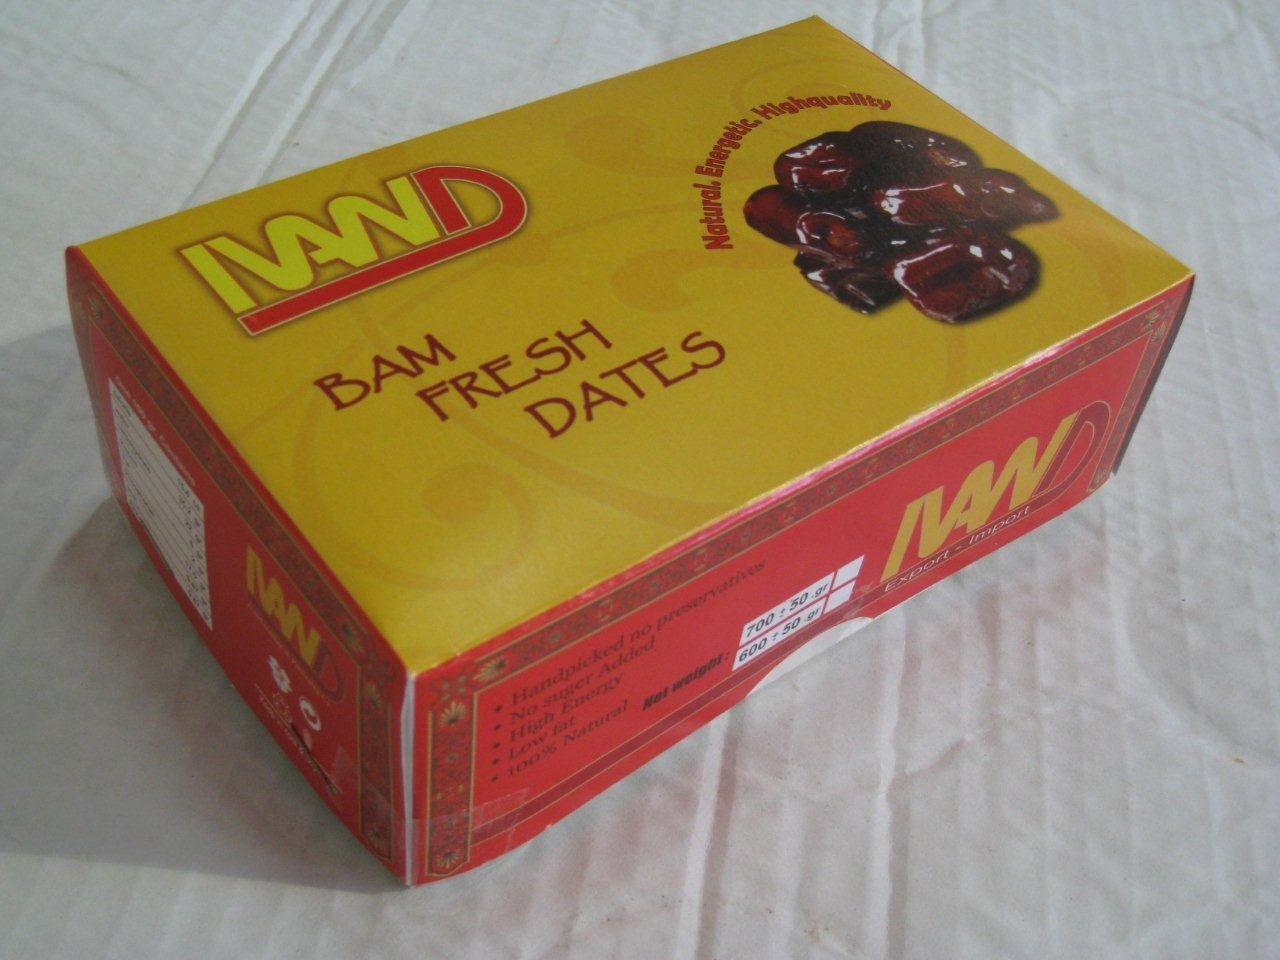 IVAND
BAM
FRESH
DATES
Natural. Energetic. Highquality
IVAND
Export - Import
• Handpicked no preservatives
• No suger Added
• High Energy
• Low fat
• 100% Natural
Net weight:
700 ± 50 .gr
600 ± 50 .gr
IVAND